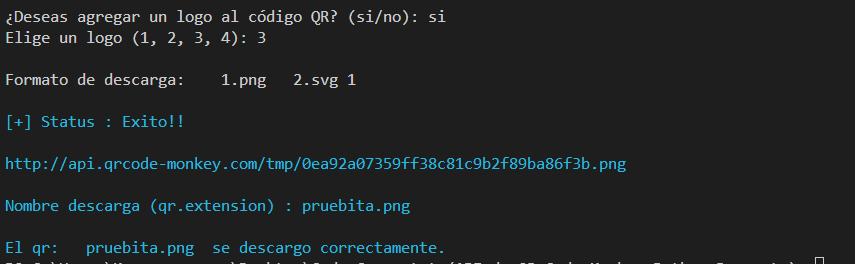 ¿Deseas agregar un logo al código QR? (si/no): si
Elige un logo (1, 2, 3, 4): 3
Formato de descarga:    1.png   2.svg 1
[+] Status : Exito!!
http://api.qrcode-monkey.com/tmp/0ea92a07359ff38c81c9b2f89ba86f3b.png
Nombre descarga (qr.extension) : pruebita.png
El qr:   pruebita.png  se descargo correctamente.